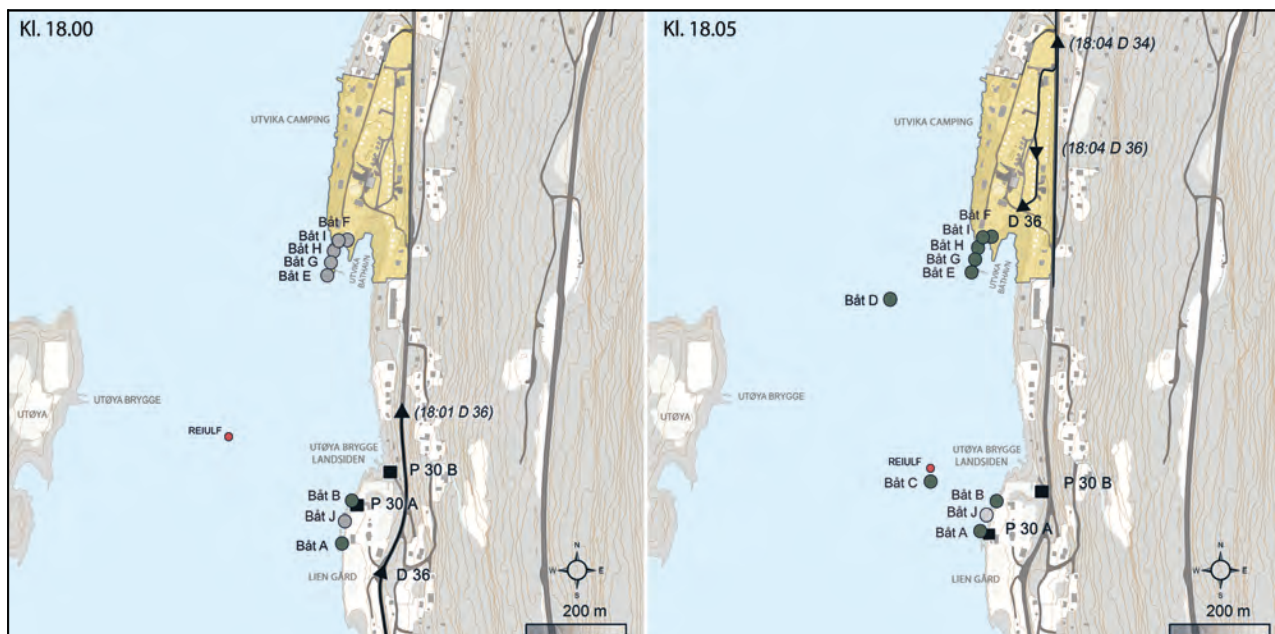 Kl. 18.00
UTVIKA CAMPING
Båt F
Båt I
Båt H
Båt G
Båt E
UTVIKA
BÅTHAVN
UTØYA
UTØYA BRYGGE
(18:01 D 36)
REIULF
UTØYA BRYGGE
LANDSIDEN
P 30 B
Båt B
P 30 A
Båt J
Båt A
LIEN GÅRD
D 36
N
W
E
S
200 m
Kl. 18.05
(18:04 D 34)
UTVIKA CAMPING
(18:04 D 36)
D 36
Båt F
Båt I
Båt H
Båt G
Båt E
UTVIKA
BÅTHAVN
Båt D
UTØYA
UTØYA BRYGGE
UTØYA BRYGGE
LANDSIDEN
REIULF
Båt C
Båt B
P 30 B
Båt J
P 30 A
Båt A
LIEN GÅRD
N
W
E
S
200 m